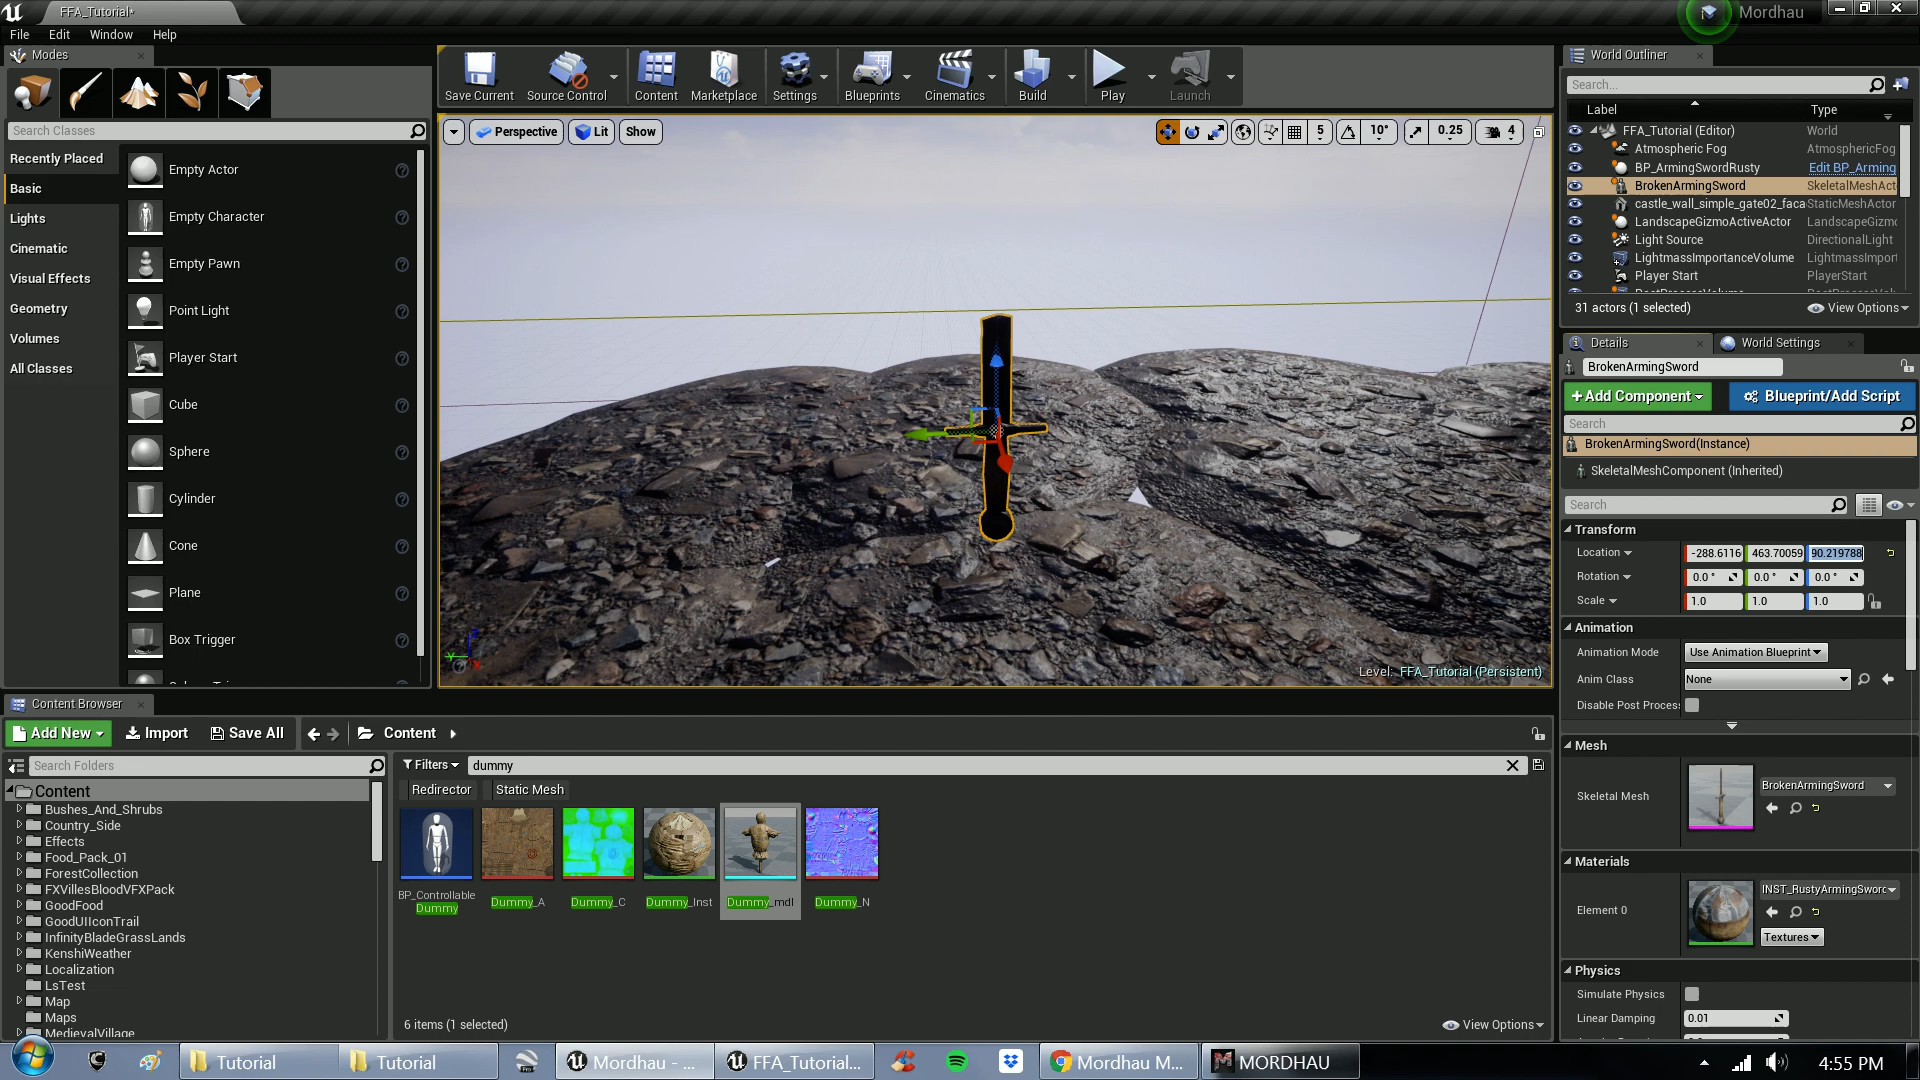 FFA_Tutorial*
Mordhau
File Edit Window Help
Modes
Search Classes
Recently Placed
Basic
Lights
Cinematic
Visual Effects
Geometry
Volumes
All Classes
Empty Actor
Empty Character
Empty Pawn
Point Light
Player Start
Cube
Sphere
Cylinder
Cone
Plane
Box Trigger
Save Current
Source Control
Content
Marketplace
Settings
Blueprints
Cinematics
Build
Play
Launch
Perspective
Lit
Show
5
10°
0.25
4
Level: FFA_Tutorial (Persistent)
World Outliner
Search...
Label Type
FFA_Tutorial (Editor) World
Atmospheric Fog AtmosphericFog
BP_ArmingSwordRusty Edit BP_Arming
BrokenArmingSword SkeletalMeshAct
castle_wall_simple_gate02_faca StaticMeshActor
LandscapeGizmoActiveActor LandscapeGizmo
Light Source DirectionalLight
LightmassImportanceVolume LightmassImport
Player Start PlayerStart
31 actors (1 selected)
View Options
Details
World Settings
BrokenArmingSword
+Add Component
Blueprint/Add Script
Search
BrokenArmingSword(Instance)
SkeletalMeshComponent (Inherited)
Search
Transform
Location -288.6116 463.70059 90.219788
Rotation 0.0° 0.0° 0.0°
Scale 1.0 1.0 1.0
Animation
Animation Mode Use Animation Blueprint
Anim Class None
Disable Post Process
Mesh
Skeletal Mesh BrokenArmingSword
Materials
Element 0 INST_RustyArmingSword
Textures
Physics
Simulate Physics
Linear Damping 0.01
Content Browser
Add New
Import
Save All
Content
Search Folders
Content
Bushes_And_Shrubs
Country_Side
Effects
Food_Pack_01
ForestCollection
FXVillesBloodVFXPack
GoodFood
GoodUIIconTrail
InfinityBladeGrassLands
KenshiWeather
Localization
LsTest
Map
Maps
MedievalVillage
Filters
dummy
Redirector
Static Mesh
BP_Controllable
Dummy
Dummy_A
Dummy_C
Dummy_Inst
Dummy_mdl
Dummy_N
6 items (1 selected)
View Options
Tutorial
Tutorial
Mordhau - ...
FFA_Tutorial...
Mordhau M...
MORDHAU
4:55 PM